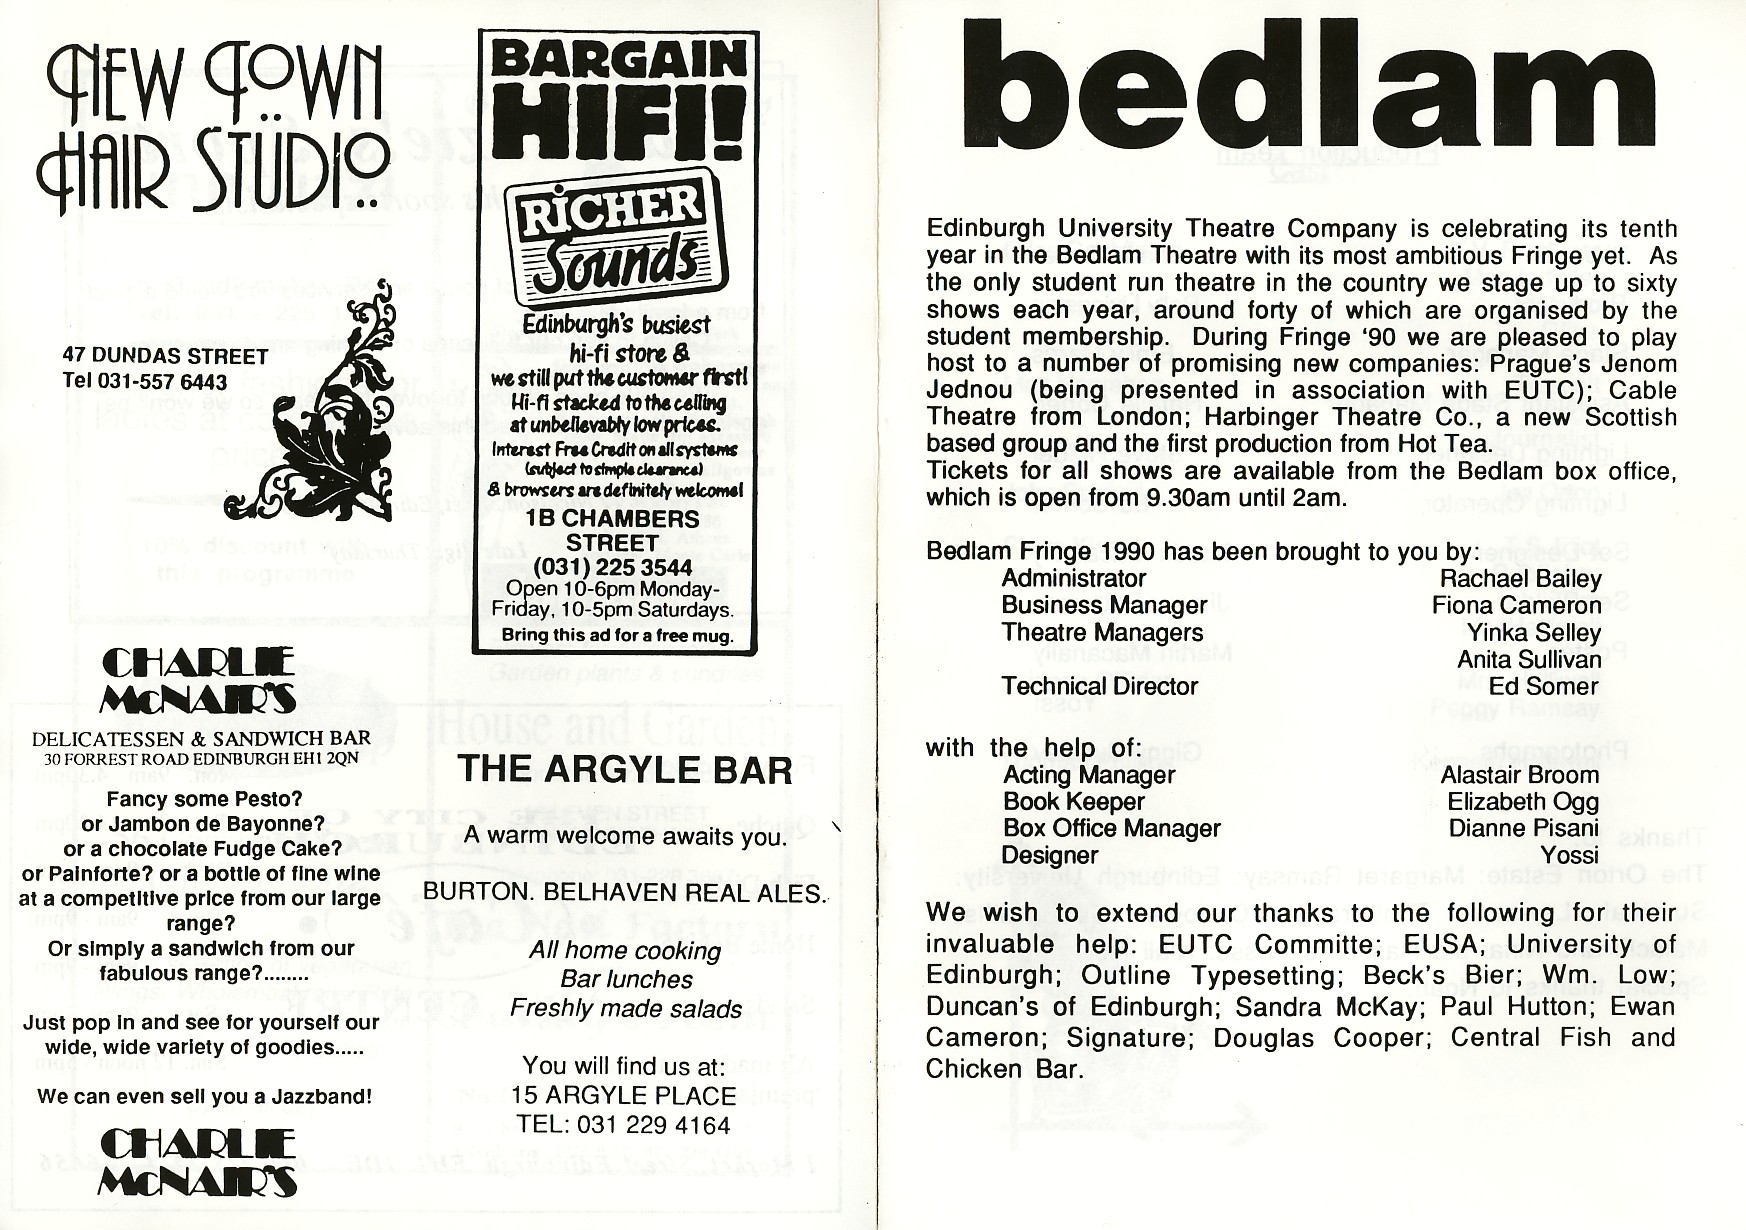 NEW TOWN
HAIR STUDIO..
47 DUNDAS STREET
Tel 031-557 6443
BARGAIN
HIFI!
RICHER
Sounds
Edinburgh's busiest
hi-fi store &
we still put the customer first!
Hi-fi stacked to the ceiling
at unbelievably low prices.
Interest Free Credit on all systems
(subject to simple clearance)
& browsers are definitely welcome!
1B CHAMBERS
STREET
(031) 225 3544
Open 10-6pm Monday-
Friday, 10-5pm Saturdays.
Bring this ad for a free mug.
CHARLIE
McNAIR'S
DELICATESSEN & SANDWICH BAR
30 FORREST ROAD EDINBURGH EH1 2QN
Fancy some Pesto?
or Jambon de Bayonne?
or a chocolate Fudge Cake?
or Painforte? or a bottle of fine wine
at a competitive price from our large
range?
Or simply a sandwich from our
fabulous range?........
Just pop in and see for yourself our
wide, wide variety of goodies.....
We can even sell you a Jazzband!
CHARLIE
McNAIR'S
THE ARGYLE BAR
A warm welcome awaits you.
BURTON. BELHAVEN REAL ALES.
All home cooking
Bar lunches
Freshly made salads
You will find us at:
15 ARGYLE PLACE
TEL: 031 229 4164
bedlam
Edinburgh University Theatre Company is celebrating its tenth
year in the Bedlam Theatre with its most ambitious Fringe yet. As
the only student run theatre in the country we stage up to sixty
shows each year, around forty of which are organised by the
student membership. During Fringe '90 we are pleased to play
host to a number of promising new companies: Prague's Jenom
Jednou (being presented in association with EUTC); Cable
Theatre from London; Harbinger Theatre Co., a new Scottish
based group and the first production from Hot Tea.
Tickets for all shows are available from the Bedlam box office,
which is open from 9.30am until 2am.
Bedlam Fringe 1990 has been brought to you by:
Administrator Rachael Bailey
Business Manager Fiona Cameron
Theatre Managers Yinka Selley
Anita Sullivan
Technical Director Ed Somer
with the help of:
Acting Manager Alastair Broom
Book Keeper Elizabeth Ogg
Box Office Manager Dianne Pisani
Designer Yossi
We wish to extend our thanks to the following for their
invaluable help: EUTC Committe; EUSA; University of
Edinburgh; Outline Typesetting; Beck's Bier; Wm. Low;
Duncan's of Edinburgh; Sandra McKay; Paul Hutton; Ewan
Cameron; Signature; Douglas Cooper; Central Fish and
Chicken Bar.